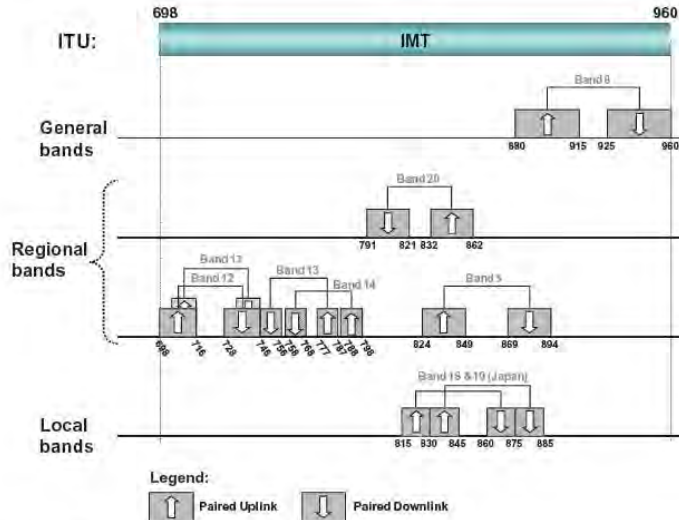 698 960
ITU: IMT
Band 8
General bands
880 915 925 960
Band 20
791 821 832 862
Regional bands
Band 17
Band 12 Band 13
Band 14 Band 5
698 716 728 746 756 758 768 777 787 788 798
824 849 869 894
Band 18 & 19 (Japan)
Local bands
815 830 845 860 875 885
Legend:
Paired Uplink Paired Downlink